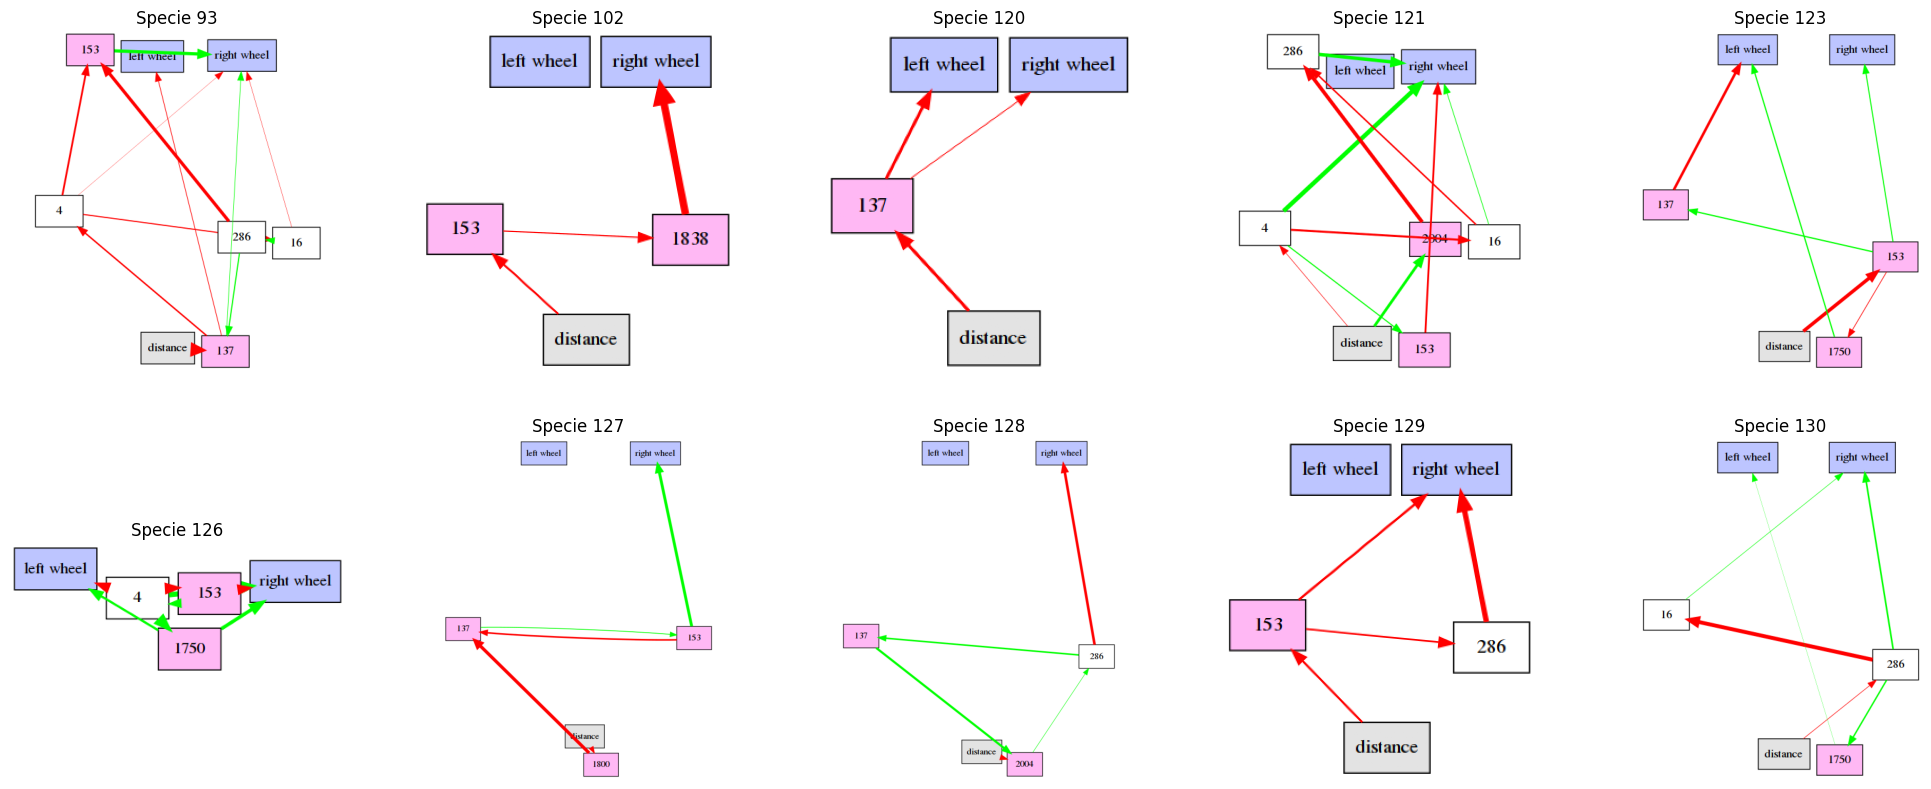 Specie 93
153
left wheel
right wheel
4
286
16
distance
137
Specie 102
left wheel
right wheel
153
1838
distance
Specie 120
left wheel
right wheel
137
distance
Specie 121
286
left wheel
right wheel
4
2004
16
distance
153
Specie 123
left wheel
right wheel
137
153
distance
1750
Specie 126
left wheel
4
153
right wheel
1750
Specie 127
left wheel
right wheel
137
153
distance
1800
Specie 128
left wheel
right wheel
137
286
distance
2004
Specie 129
left wheel
right wheel
153
286
distance
Specie 130
left wheel
right wheel
16
286
distance
1750